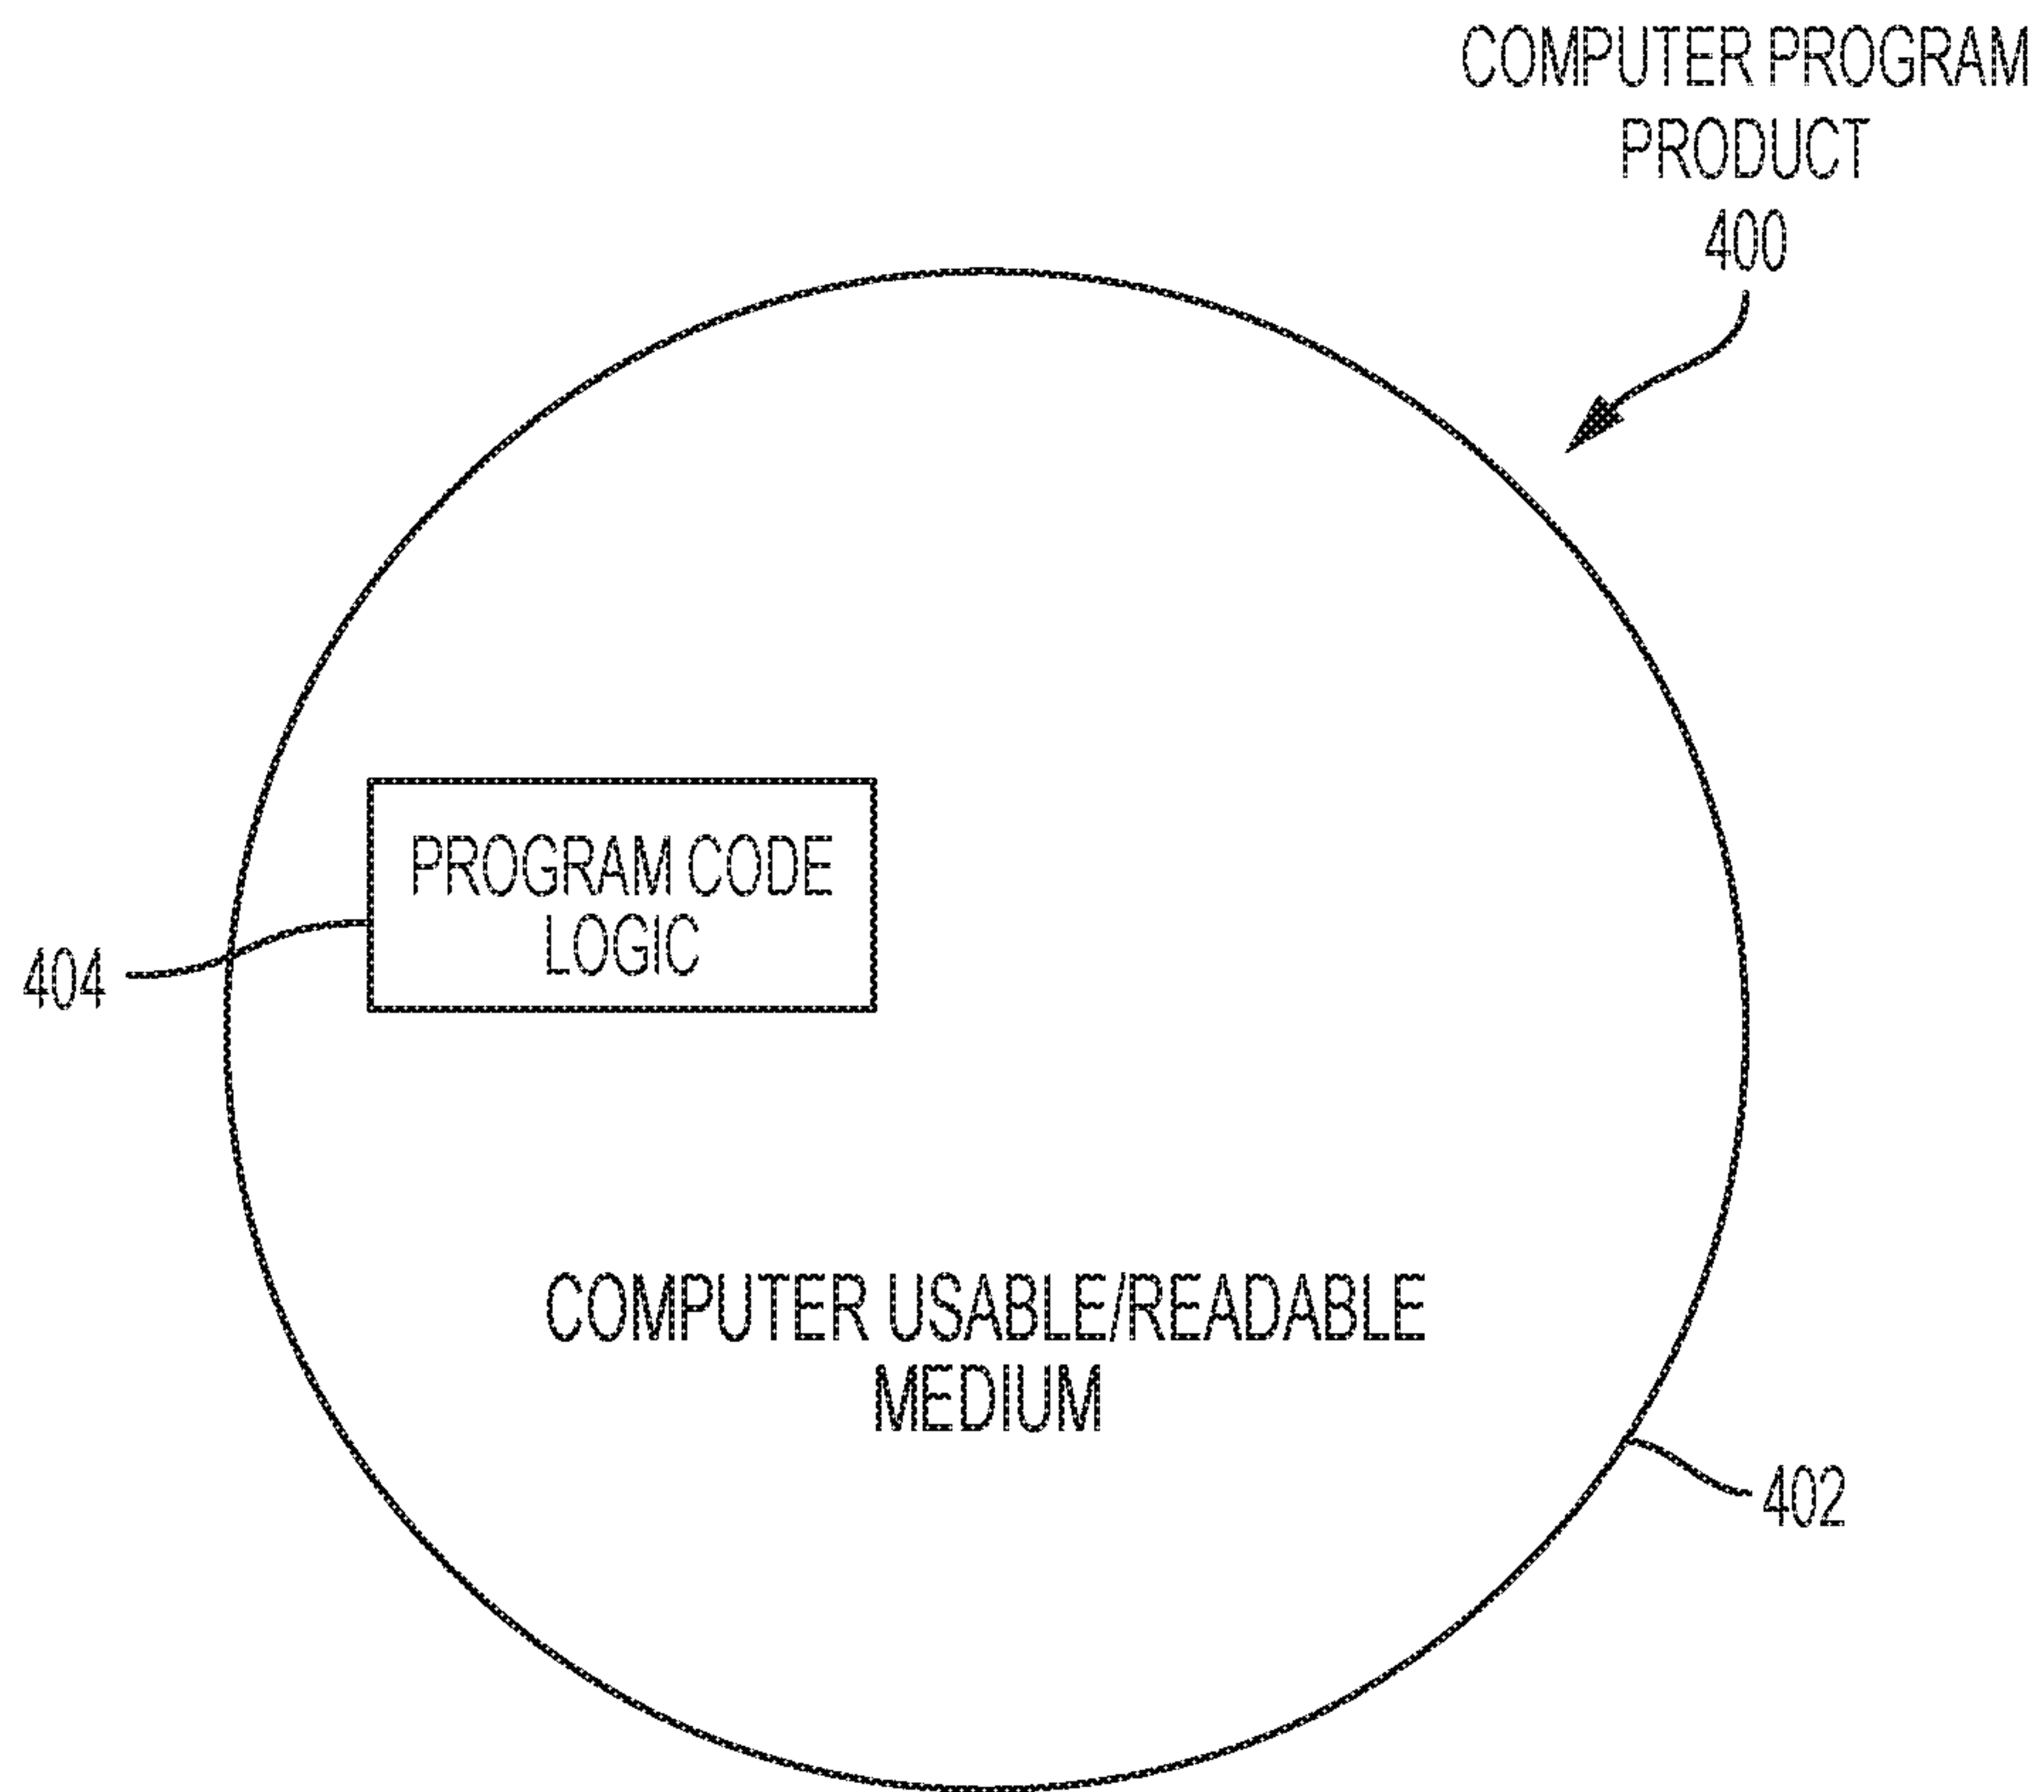 COMPUTER PROGRAM
PRODUCT
400
PROGRAM CODE
LOGIC
404
COMPUTER USABLE/READABLE
MEDIUM
402